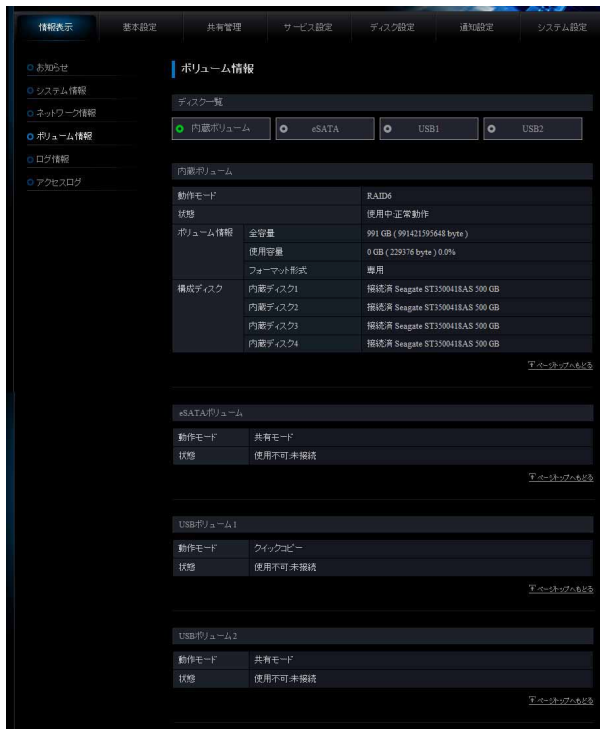 情報表示 基本設定 共有管理 サービス設定 ディスク設定 通知設定 システム設定
お知らせ
システム情報
ネットワーク情報
ボリューム情報
ログ情報
アクセスログ
ボリューム情報
ディスク一覧
内蔵ボリューム eSATA USB1 USB2
内蔵ボリューム
動作モード RAID6
状態 使用中:正常動作
ボリューム情報 全容量 991 GB ( 991421595648 byte )
使用容量 0 GB ( 229376 byte ) 0.0%
フォーマット形式 専用
構成ディスク 内蔵ディスク1 接続済 Seagate ST3500418AS 500 GB
内蔵ディスク2 接続済 Seagate ST3500418AS 500 GB
内蔵ディスク3 接続済 Seagate ST3500418AS 500 GB
内蔵ディスク4 接続済 Seagate ST3500418AS 500 GB
ページトップへもどる
eSATAボリューム
動作モード 共有モード
状態 使用不可:未接続
ページトップへもどる
USBボリューム1
動作モード クイックコピー
状態 使用不可:未接続
ページトップへもどる
USBボリューム2
動作モード 共有モード
状態 使用不可:未接続
ページトップへもどる